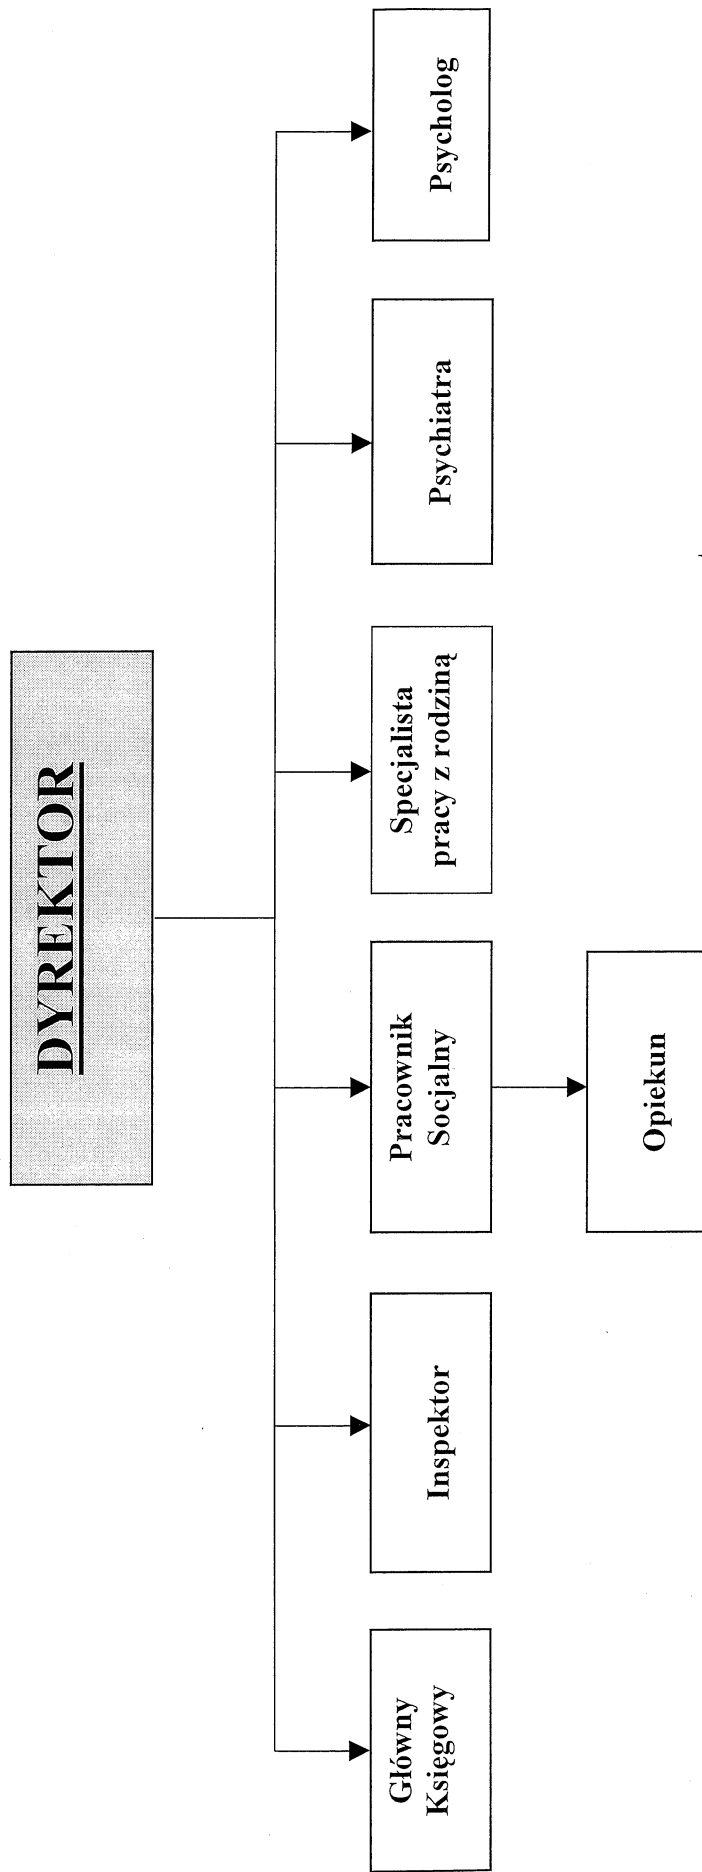 DYREKTOR
Główny
Księgowy
Inspektor
Pracownik
Socjalny
Specjalista
pracy z rodziną
Psychiatra
Psycholog
Opiekun